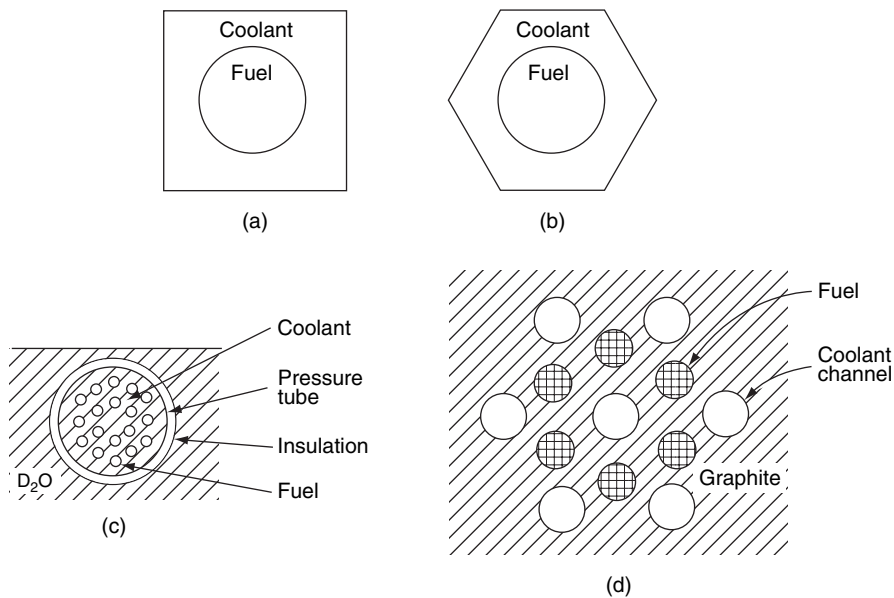 Coolant
Fuel
(a)
Coolant
Fuel
(b)
Coolant
Pressure
tube
Insulation
Fuel
D₂O
(c)
Fuel
Coolant
channel
Graphite
(d)